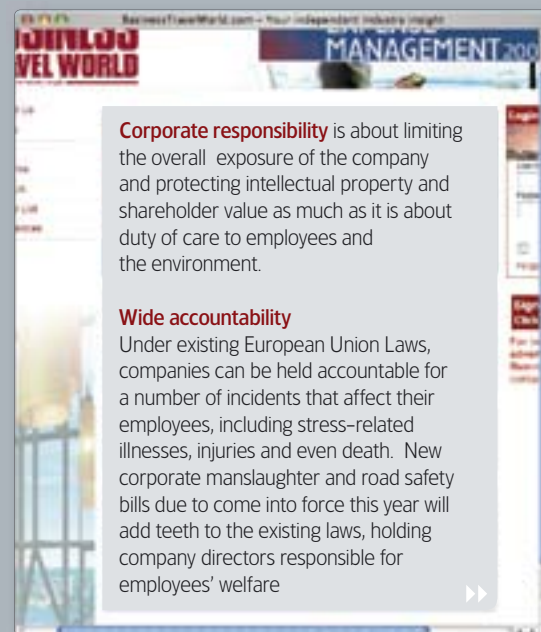 BusinessTravelWorld.com - Your independent industry insight
VEL WORLD
MANAGEMENT 200
Corporate responsibility is about limiting
the overall exposure of the company
and protecting intellectual property and
shareholder value as much as it is about
duty of care to employees and
the environment.
Wide accountability
Under existing European Union Laws,
companies can be held accountable for
a number of incidents that affect their
employees, including stress-related
illnesses, injuries and even death. New
corporate manslaughter and road safety
bills due to come into force this year will
add teeth to the existing laws, holding
company directors responsible for
employees' welfare